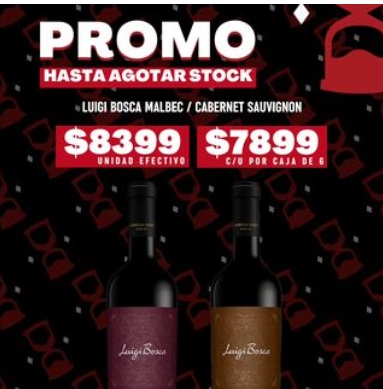 PROMO
HASTA AGOTAR STOCK
LUIGI BOSCA MALBEC / CABERNET SAUVIGNON
$8399 $7899
UNIDAD EFECTIVO C/U POR CAJA DE 6
Luigi Bosca Luigi Bosca